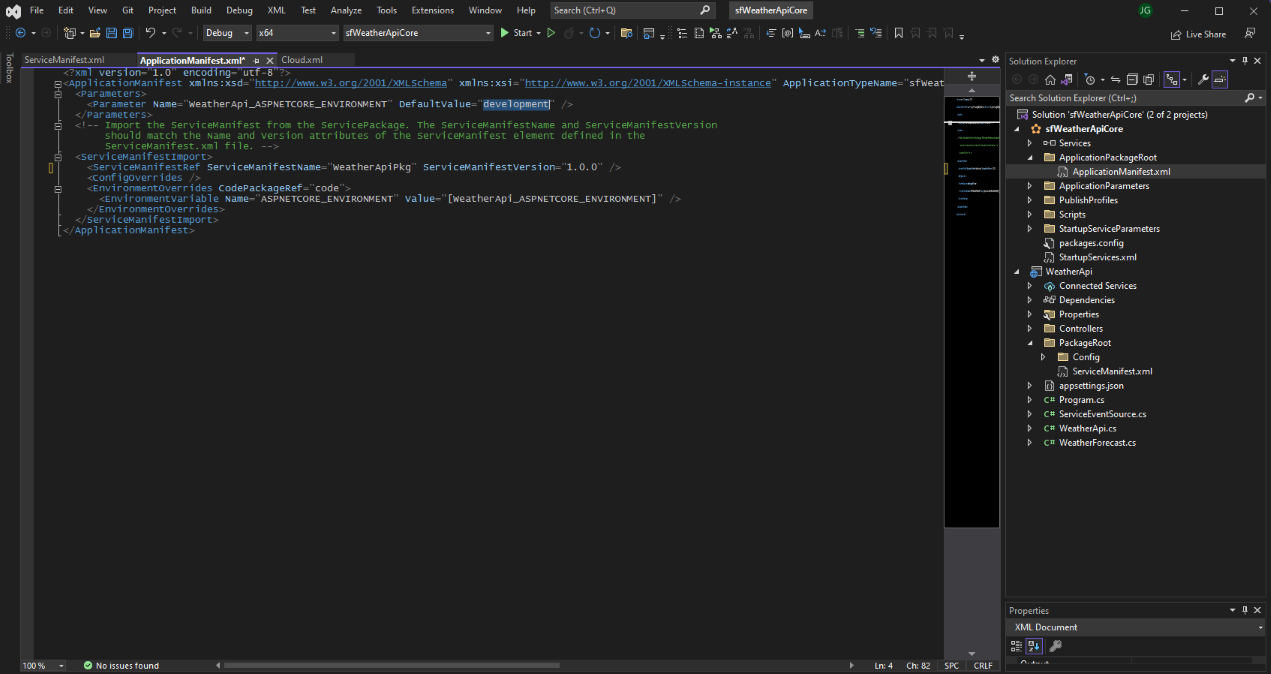 File Edit View Git Project Build Debug XML Test Analyze Tools Extensions Window Help Search (Ctrl+Q) sfWeatherApiCore JG
Debug x64 sfWeatherApiCore Start Live Share
Toolbox
ServiceManifest.xml ApplicationManifest.xml* Cloud.xml
<?xml version="1.0" encoding="utf-8"?>
<ApplicationManifest xmlns:xsd="http://www.w3.org/2001/XMLSchema" xmlns:xsi="http://www.w3.org/2001/XMLSchema-instance" ApplicationTypeName="sfWeat
<Parameters>
<Parameter Name="WeatherApi_ASPNETCORE_ENVIRONMENT" DefaultValue="development" />
</Parameters>
<!-- Import the ServiceManifest from the ServicePackage. The ServiceManifestName and ServiceManifestVersion
should match the Name and Version attributes of the ServiceManifest element defined in the
ServiceManifest.xml file. -->
<ServiceManifestImport>
<ServiceManifestRef ServiceManifestName="WeatherApiPkg" ServiceManifestVersion="1.0.0" />
<ConfigOverrides />
<EnvironmentOverrides CodePackageRef="code">
<EnvironmentVariable Name="ASPNETCORE_ENVIRONMENT" Value="[WeatherApi_ASPNETCORE_ENVIRONMENT]" />
</EnvironmentOverrides>
</ServiceManifestImport>
</ApplicationManifest>
100 % No issues found Ln: 4 Ch: 82 SPC CRLF
Solution Explorer
Search Solution Explorer (Ctrl+;)
Solution 'sfWeatherApiCore' (2 of 2 projects)
sfWeatherApiCore
Services
ApplicationPackageRoot
ApplicationManifest.xml
ApplicationParameters
PublishProfiles
Scripts
StartupServiceParameters
packages.config
StartupServices.xml
WeatherApi
Connected Services
Dependencies
Properties
Controllers
PackageRoot
Config
ServiceManifest.xml
appsettings.json
C# Program.cs
C# ServiceEventSource.cs
C# WeatherApi.cs
C# WeatherForecast.cs
Properties
XML Document
Output